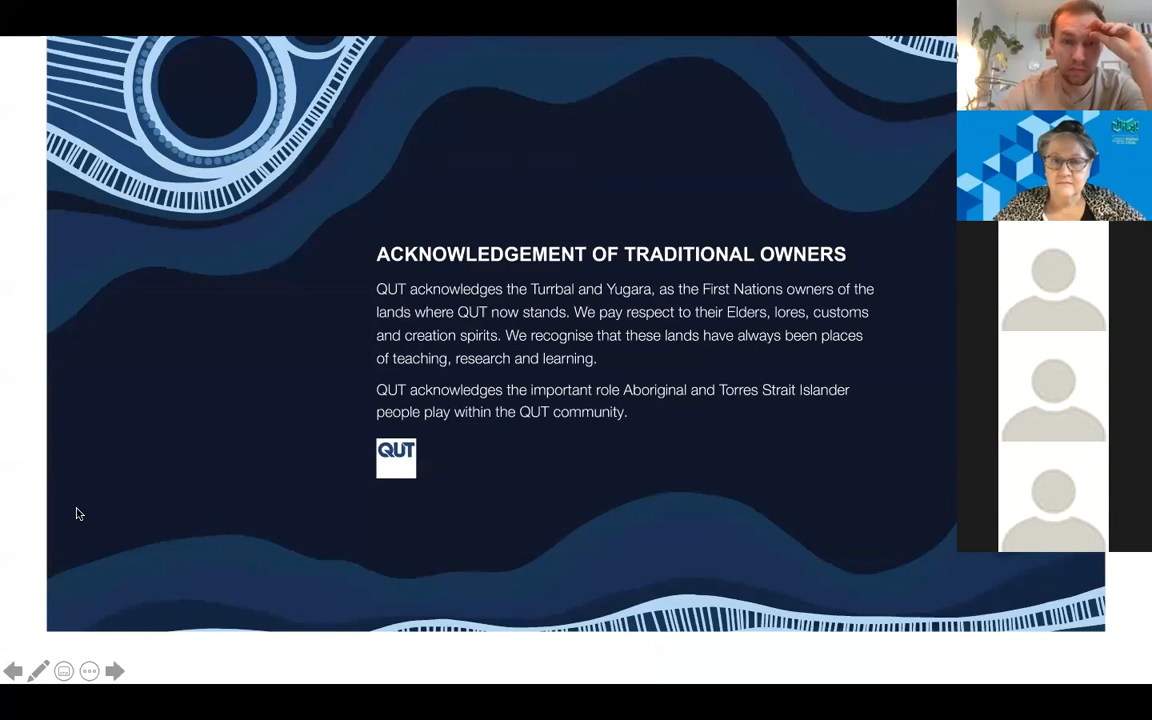 ACKNOWLEDGEMENT OF TRADITIONAL OWNERS
QUT acknowledges the Turrbal and Yugara, as the First Nations owners of the
lands where QUT now stands. We pay respect to their Elders, lores, customs
and creation spirits. We recognise that these lands have always been places
of teaching, research and learning.
QUT acknowledges the important role Aboriginal and Torres Strait Islander
people play within the QUT community.
QUT